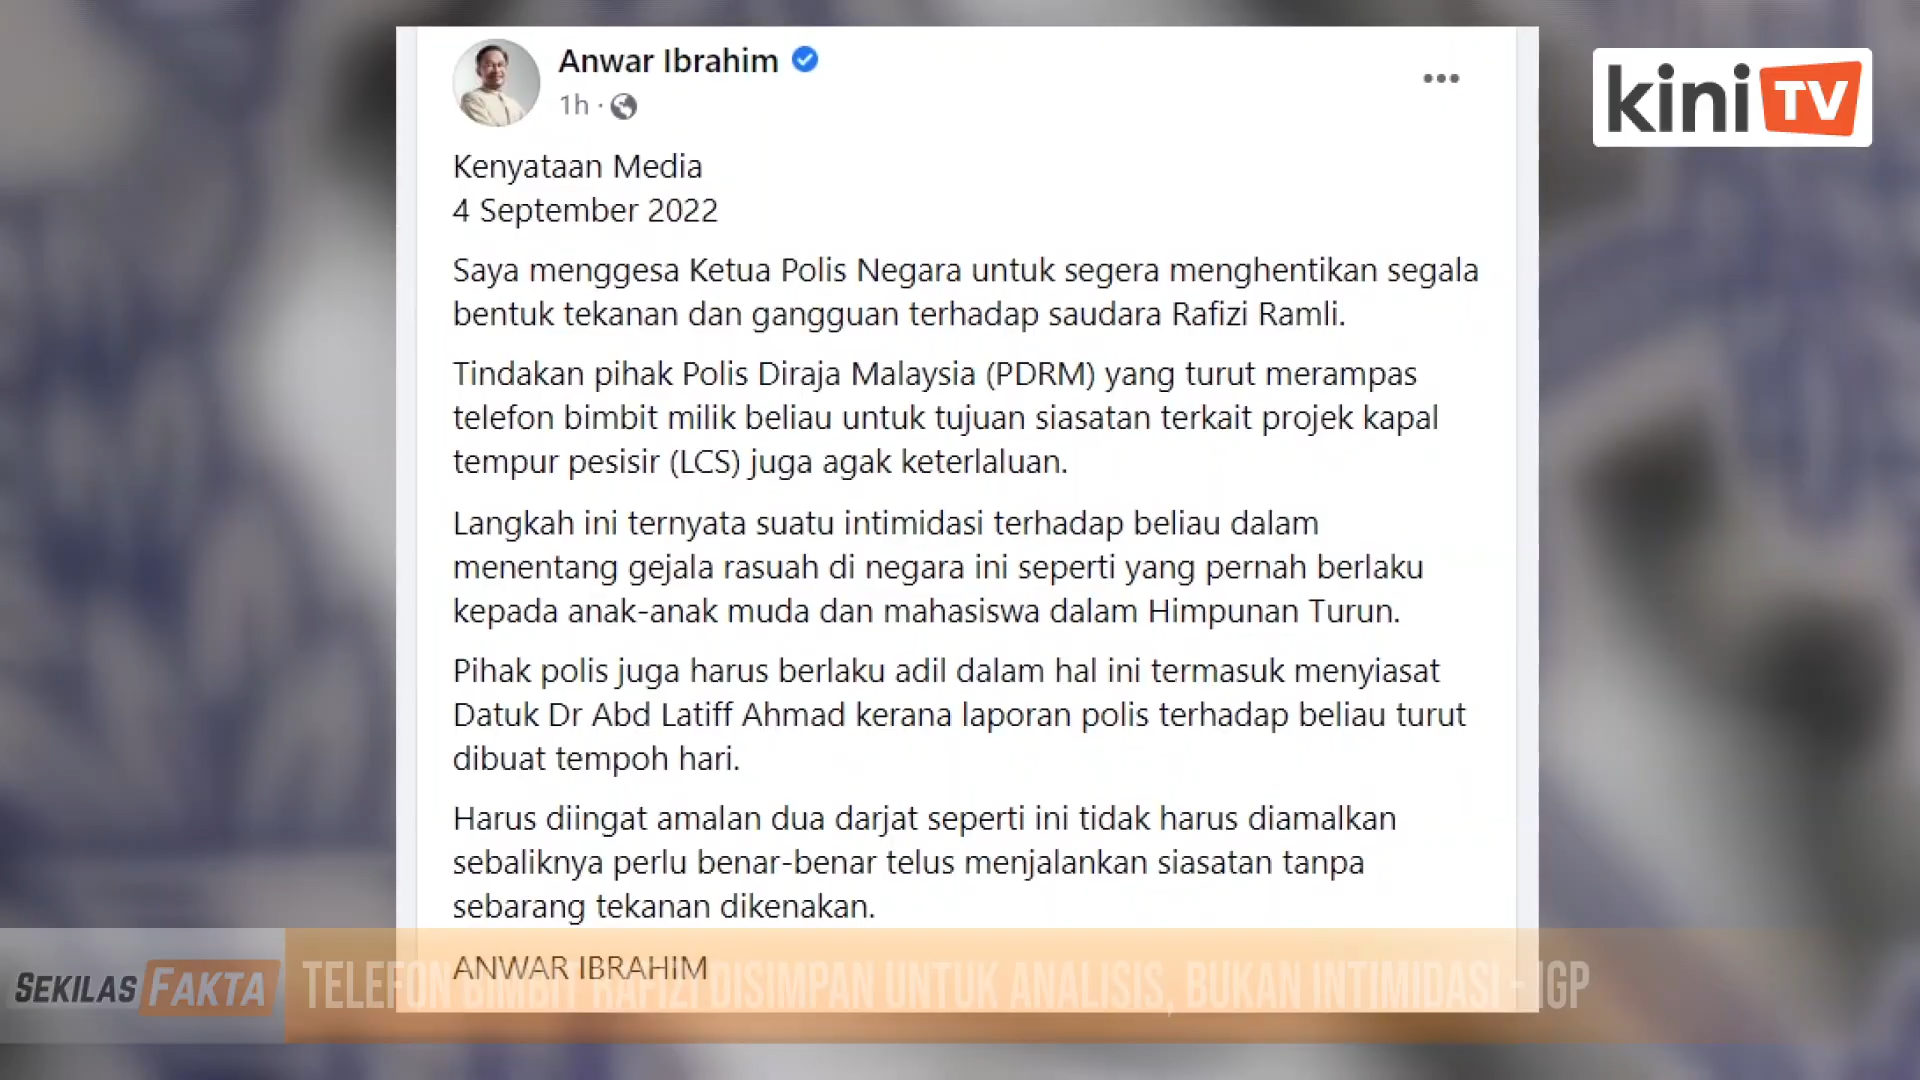 Anwar Ibrahim
1h ·
Kenyataan Media
4 September 2022
Saya menggesa Ketua Polis Negara untuk segera menghentikan segala
bentuk tekanan dan gangguan terhadap saudara Rafizi Ramli.
Tindakan pihak Polis Diraja Malaysia (PDRM) yang turut merampas
telefon bimbit milik beliau untuk tujuan siasatan terkait projek kapal
tempur pesisir (LCS) juga agak keterlaluan.
Langkah ini ternyata suatu intimidasi terhadap beliau dalam
menentang gejala rasuah di negara ini seperti yang pernah berlaku
kepada anak-anak muda dan mahasiswa dalam Himpunan Turun.
Pihak polis juga harus berlaku adil dalam hal ini termasuk menyiasat
Datuk Dr Abd Latiff Ahmad kerana laporan polis terhadap beliau turut
dibuat tempoh hari.
Harus diingat amalan dua darjat seperti ini tidak harus diamalkan
sebaliknya perlu benar-benar telus menjalankan siasatan tanpa
sebarang tekanan dikenakan.
ANWAR IBRAHIM
kini TV
SEKILAS FAKTA
TELEFON BIMBIT RAFIZI DISIMPAN UNTUK ANALISIS, BUKAN INTIMIDASI - IGP